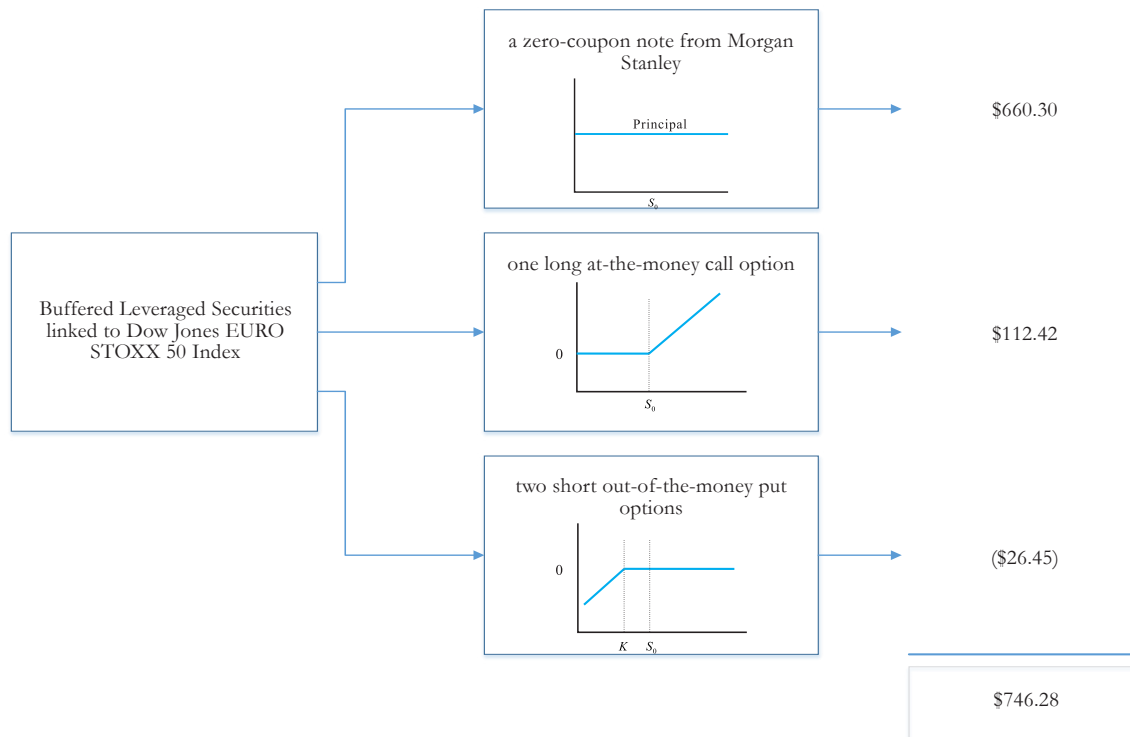 a zero-coupon note from Morgan
Stanley
Principal
S₀
$660.30
Buffered Leveraged Securities
linked to Dow Jones EURO
STOXX 50 Index
one long at-the-money call option
0
S₀
$112.42
two short out-of-the-money put
options
0
K S₀
($26.45)
$746.28